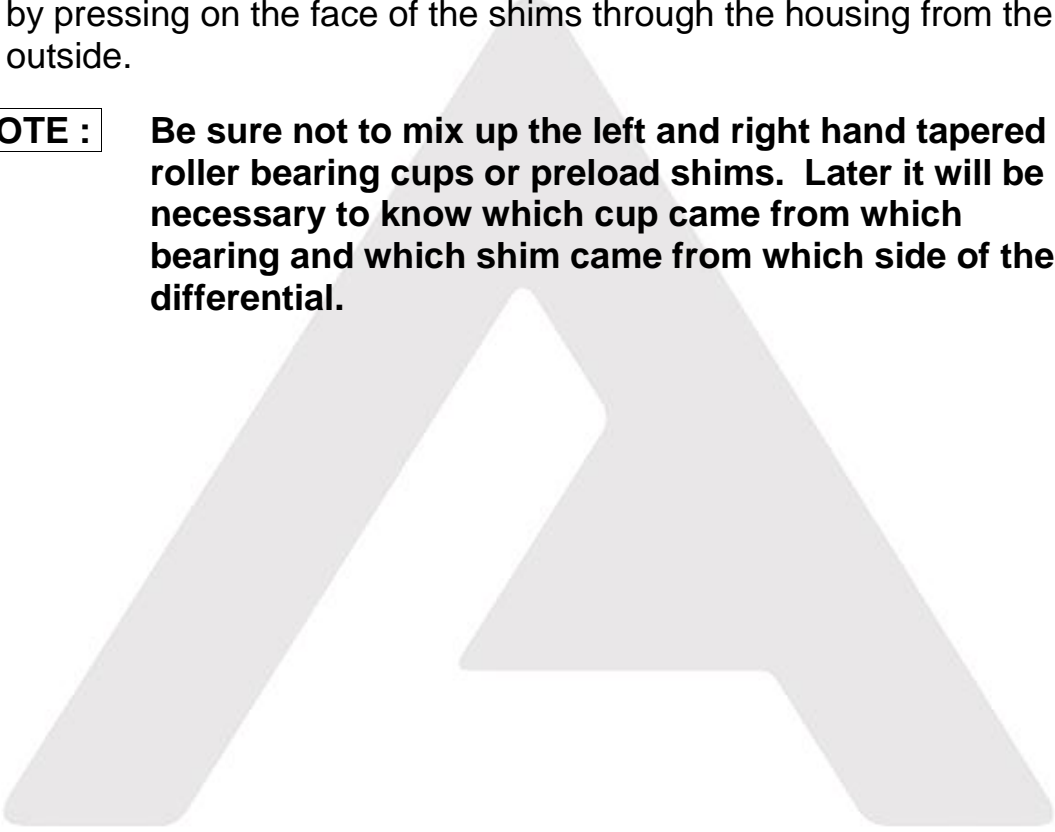 by pressing on the face of the shims through the housing from the
outside.
OTE : Be sure not to mix up the left and right hand tapered
roller bearing cups or preload shims. Later it will be
necessary to know which cup came from which
bearing and which shim came from which side of the
differential.